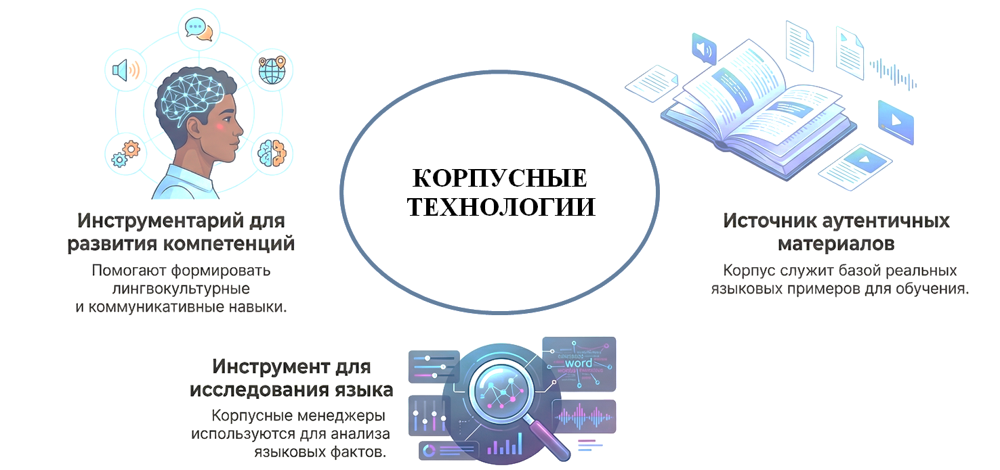 КОРПУСНЫЕ
ТЕХНОЛОГИИ
Инструментарий для
развития компетенций
Помогают формировать
лингвокультурные
и коммуникативные навыки.
Источник аутентичных
материалов
Корпус служит базой реальных
языковых примеров для обучения.
Инструмент для
исследования языка
Корпусные менеджеры
используются для анализа
языковых фактов.
word